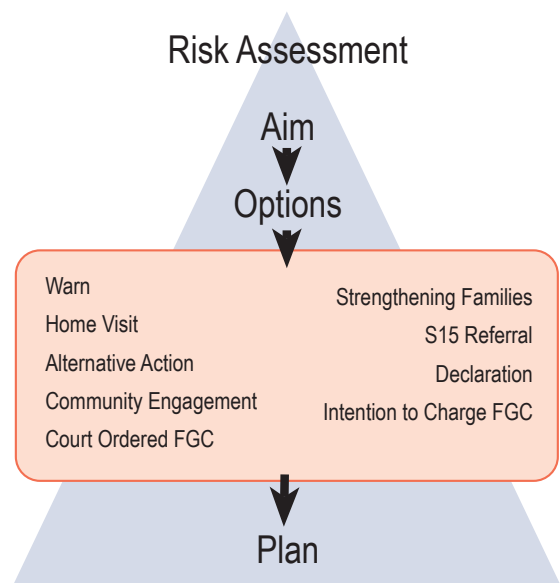 Risk Assessment
Aim
Options
Warn
Home Visit
Alternative Action
Community Engagement
Court Ordered FGC
Strengthening Families
S15 Referral
Declaration
Intention to Charge FGC
Plan